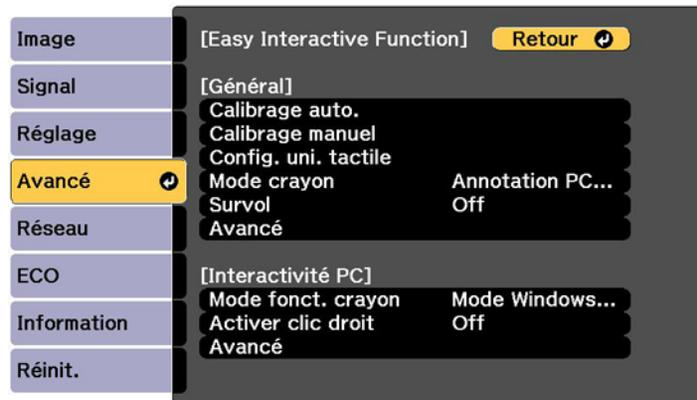 Image
Signal
Réglage
Avancé
Réseau
ECO
Information
Réinit.
[Easy Interactive Function] Retour
[Général]
Calibrage auto.
Calibrage manuel
Config. uni. tactile
Mode crayon Annotation PC...
Survol Off
Avancé
[Interactivité PC]
Mode fonct. crayon Mode Windows...
Activer clic droit Off
Avancé